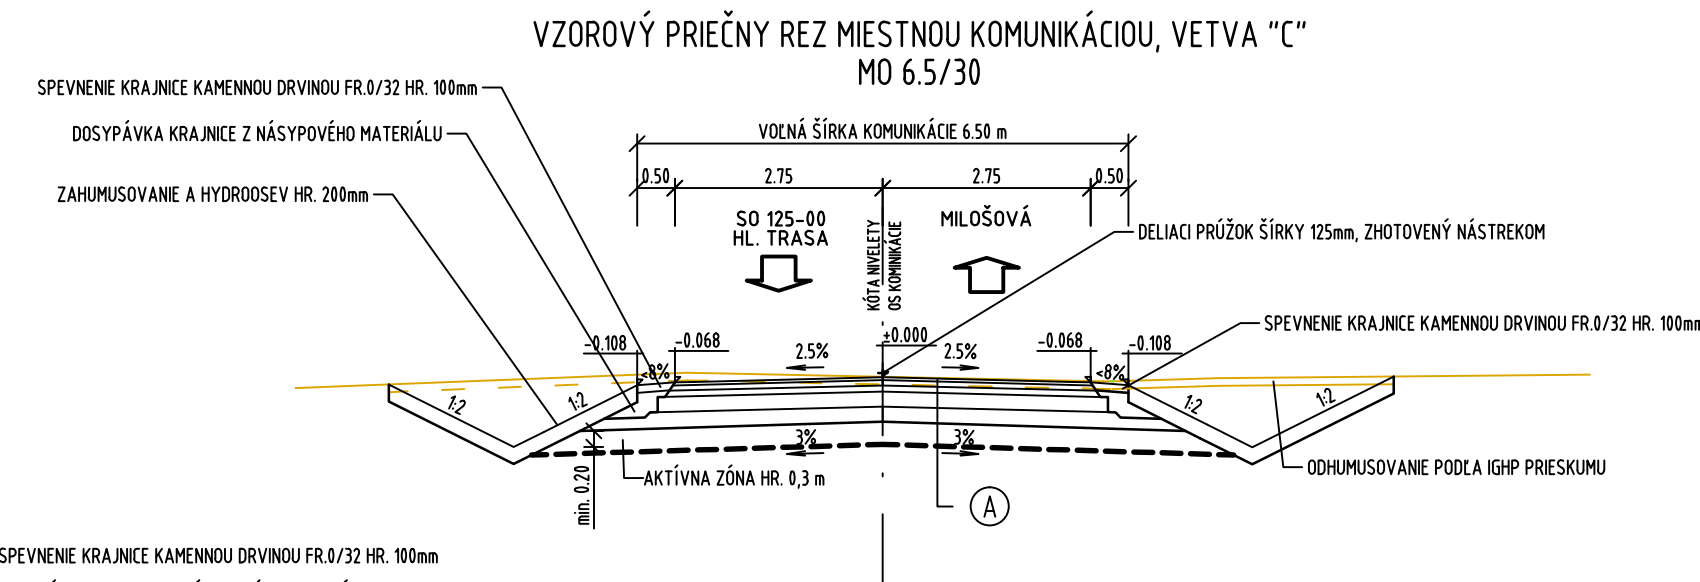 VZOROVÝ PRIEČNY REZ MIESTNOU KOMUNIKÁCIOU, VETVA "C"
MO 6.5/30
SPEVNENIE KRAJNICE KAMENNOU DRVINOU FR.0/32 HR. 100mm
DOSYPÁVKA KRAJNICE Z NÁSYPOVÉHO MATERIÁLU
ZAHUMUSOVANIE A HYDROOSEV HR. 200mm
VOĽNÁ ŠÍRKA KOMUNIKÁCIE 6.50 m
0.50 2.75 2.75 0.50
SO 125-00
HL. TRASA
MILOŠOVÁ
KÓTA NIVELETY
OS KOMINIKÁCIE
DELIACI PRÚŽOK ŠÍRKY 125mm, ZHOTOVENÝ NÁSTREKOM
SPEVNENIE KRAJNICE KAMENNOU DRVINOU FR.0/32 HR. 100mm
-0.108 -0.068 ±0.000 -0.068 -0.108
2.5% 2.5%
<8% <8%
1:2 1:2 1:2 1:2
3% 3%
min. 0.20
AKTÍVNA ZÓNA HR. 0,3 m
A
ODHUMUSOVANIE PODĽA IGHP PRIESKUMU
SPEVNENIE KRAJNICE KAMENNOU DRVINOU FR.0/32 HR. 100mm